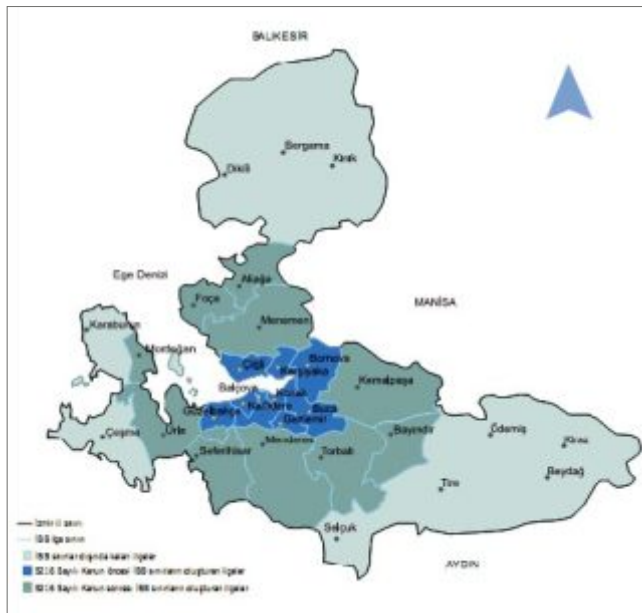 BALIKESİR
Bergama
Kınık
Dikili
Ege Denizi
Aliağa
Foça
MANİSA
Menemen
Karaburun
Mordoğan
Bornova
Çiğli
Karşıyaka
Balçova
Konak
Kemalpaşa
Güzelbahçe
Narlıdere
Buca
Gaziemir
Çeşme
Urla
Seferihisar
Menderes
Torbalı
Bayındır
Ödemiş
Kiraz
Beydağ
Tire
Selçuk
AYDIN
İzmir il sınırı
İBB ilçe sınırı
İBB sınırları dışında kalan ilçeler
5216 Sayılı Kanun öncesi İBB sınırlarını oluşturan ilçeler
5216 Sayılı Kanun sonrası İBB sınırlarını oluşturan ilçeler